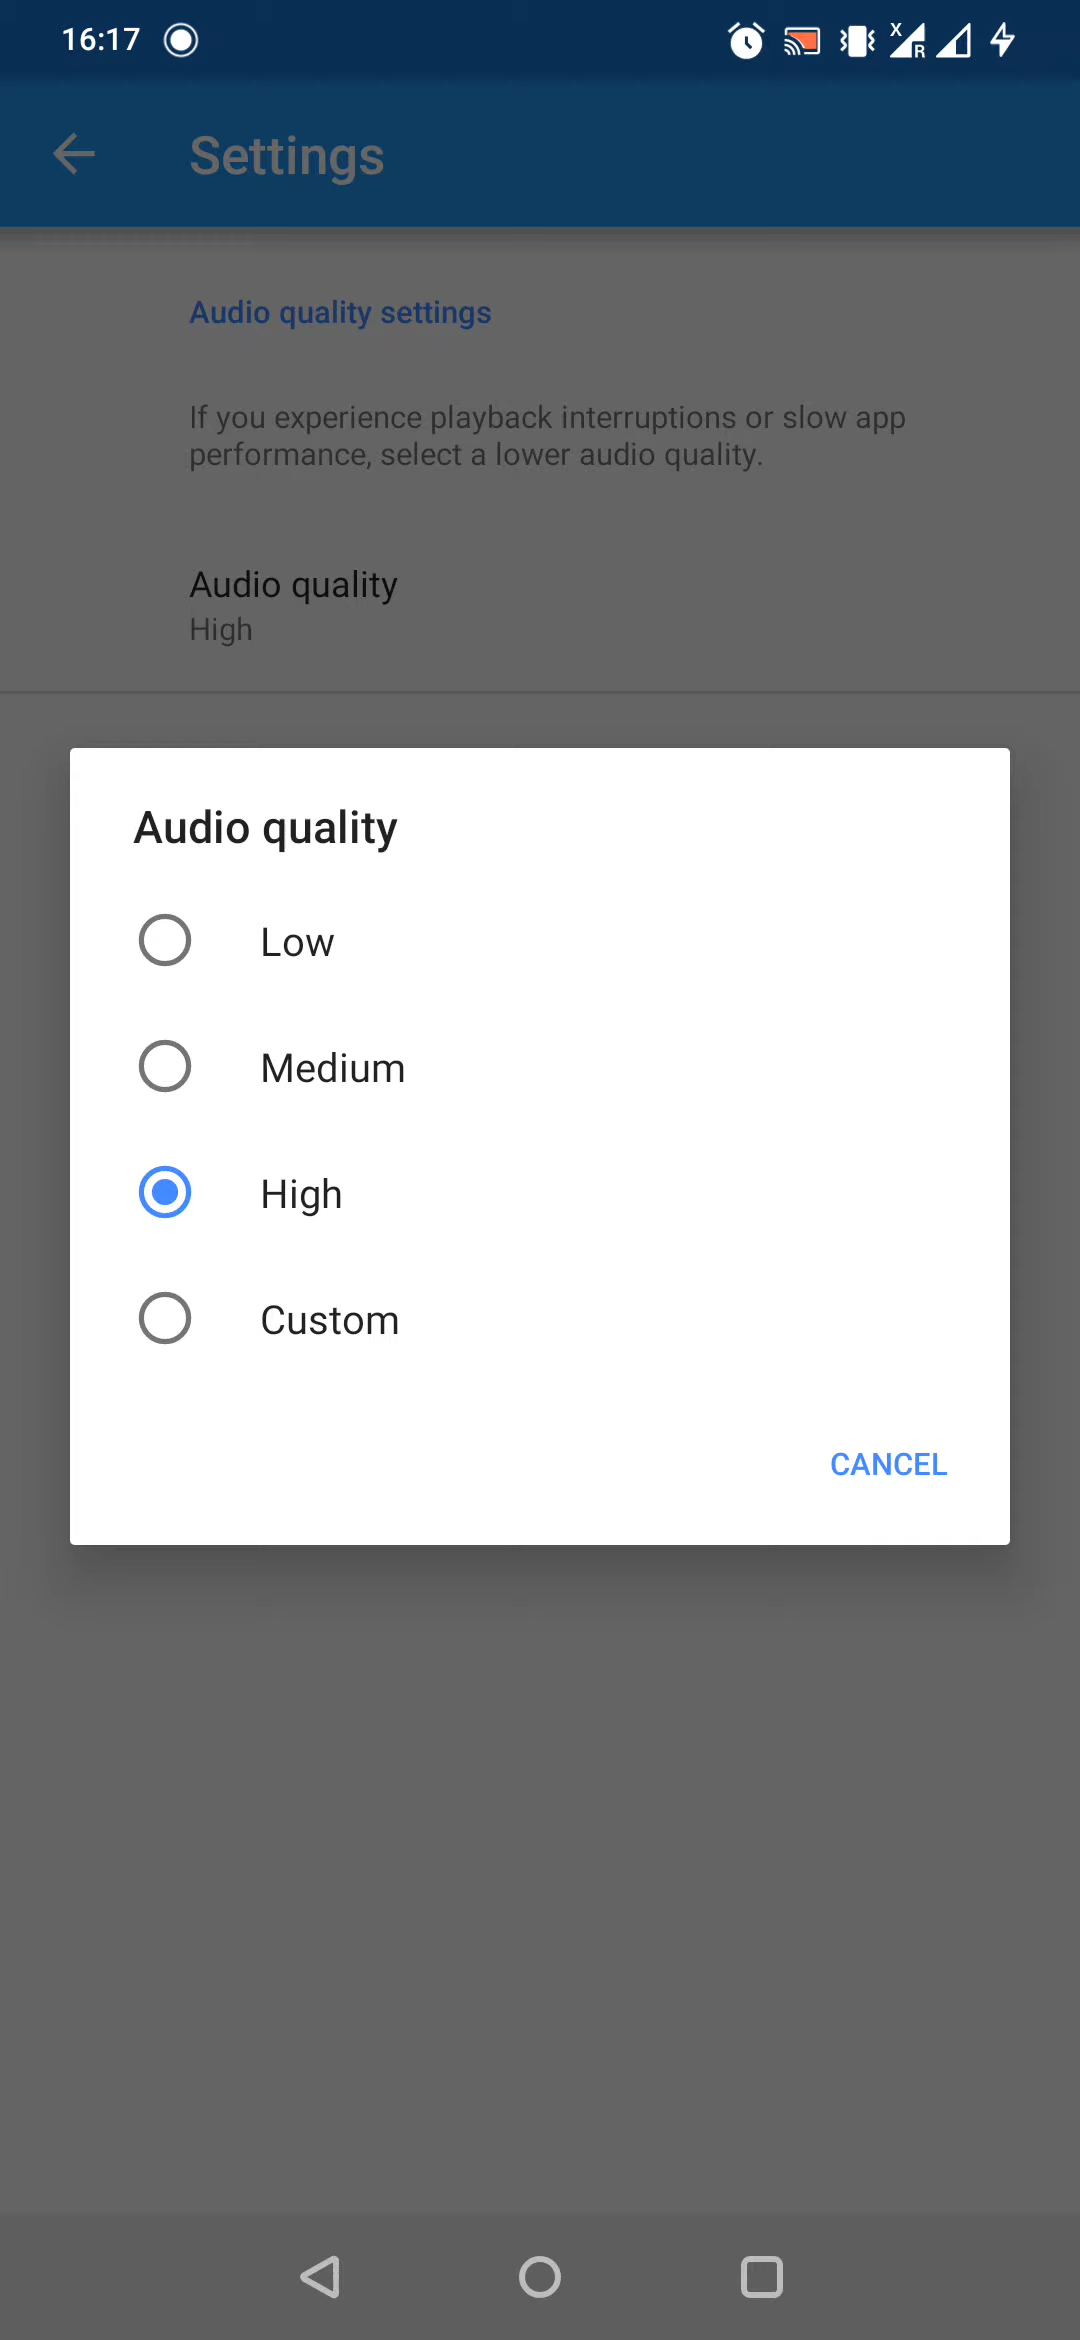 16:17
X
R
Settings
Audio quality settings
If you experience playback interruptions or slow app
performance, select a lower audio quality.
Audio quality
High
Audio quality
Low
Medium
High
Custom
CANCEL